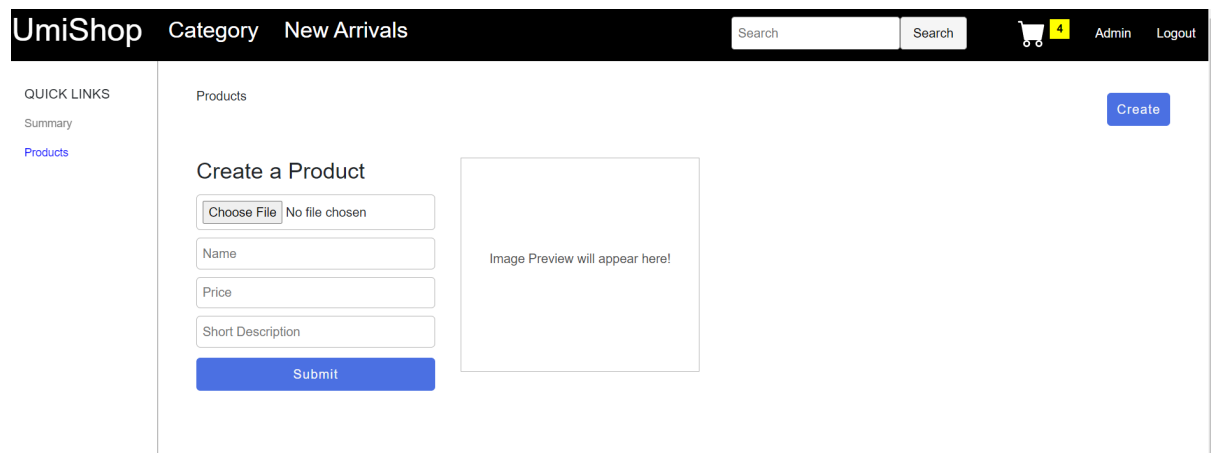 UmiShop Category New Arrivals Search Search 4 Admin Logout
QUICK LINKS
Summary
Products
Products
Create
Create a Product
Choose File No file chosen
Name
Price
Short Description
Submit
Image Preview will appear here!